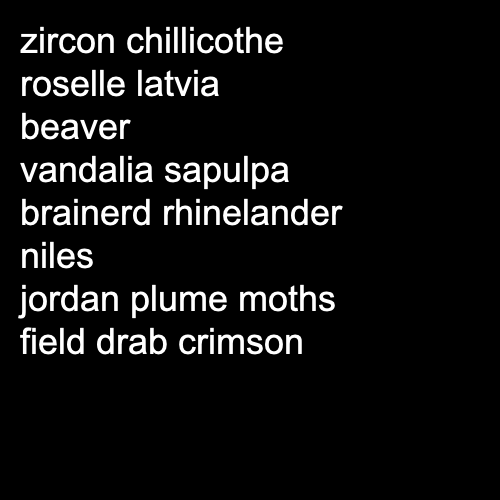 zircon chillicothe
roselle latvia
beaver
vandalia sapulpa
brainerd rhinelander
niles
jordan plume moths
field drab crimson